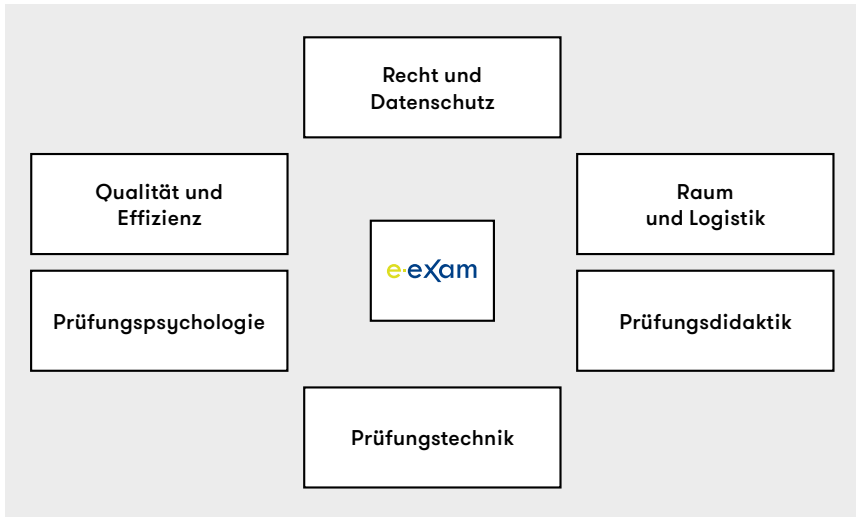 Recht und
Datenschutz
Qualität und
Effizienz
Raum
und Logistik
e-exam
Prüfungspsychologie
Prüfungsdidaktik
Prüfungstechnik